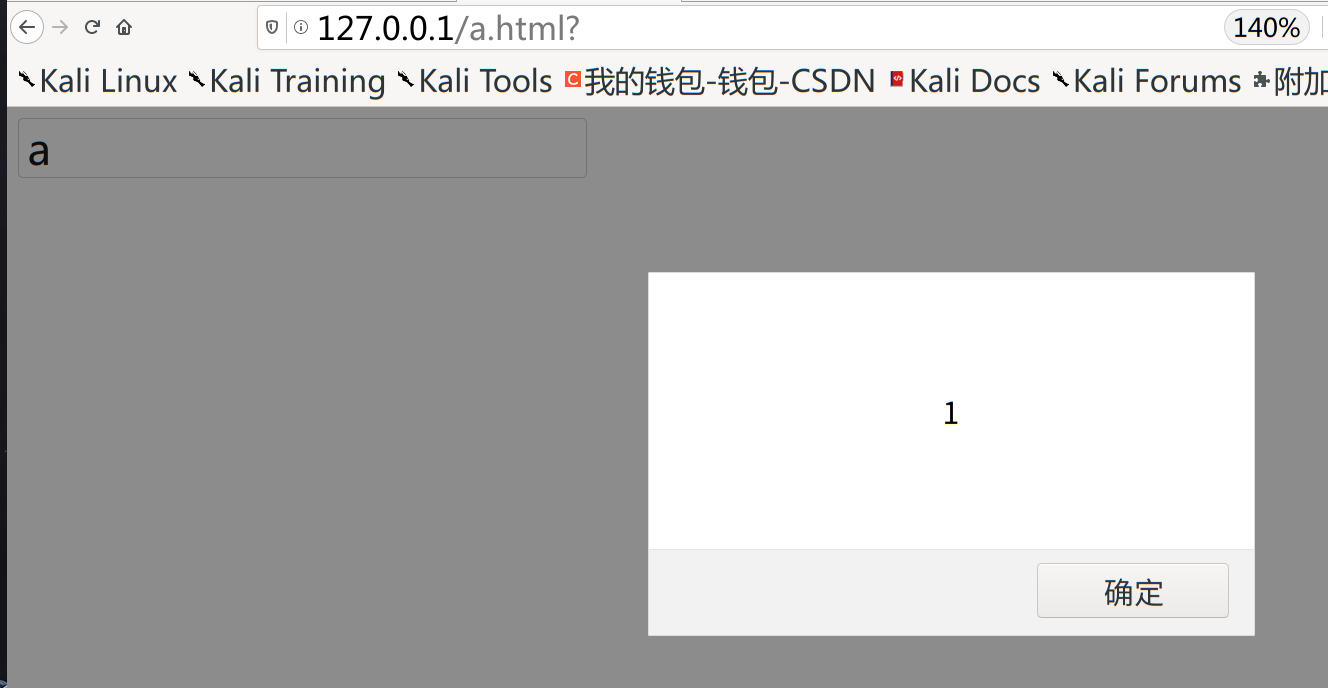 127.0.0.1/a.html? 140%
Kali Linux Kali Training Kali Tools 我的钱包-钱包-CSDN Kali Docs Kali Forums 附加
a
1
确定